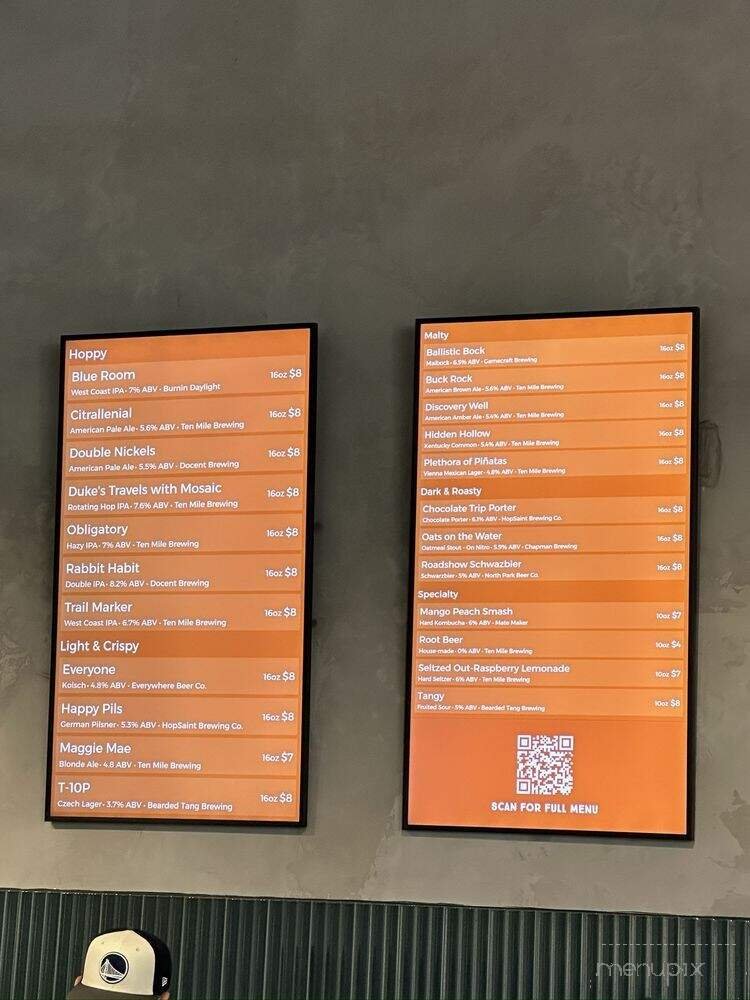 Hoppy
Blue Room 16oz $8
West Coast IPA • 7% ABV • Burnin Daylight
Citrallenial 16oz $8
American Pale Ale • 5.6% ABV • Ten Mile Brewing
Double Nickels 16oz $8
American Pale Ale • 5.5% ABV • Docent Brewing
Duke's Travels with Mosaic 16oz $8
Rotating Hop IPA • 7.6% ABV • Ten Mile Brewing
Obligatory 16oz $8
Hazy IPA • 7% ABV • Ten Mile Brewing
Rabbit Habit 16oz $8
Double IPA • 8.2% ABV • Docent Brewing
Trail Marker 16oz $8
West Coast IPA • 6.7% ABV • Ten Mile Brewing
Light & Crispy
Everyone 16oz $8
Kolsch • 4.8% ABV • Everywhere Beer Co.
Happy Pils 16oz $8
German Pilsner • 5.3% ABV • HopSaint Brewing Co.
Maggie Mae 16oz $7
Blonde Ale • 4.8 ABV • Ten Mile Brewing
T-10P 16oz $8
Czech Lager • 3.7% ABV • Bearded Tang Brewing
Malty
Ballistic Bock 16oz $8
Maibock • 6.9% ABV • Gamecraft Brewing
Buck Rock 16oz $8
American Brown Ale • 5.6% ABV • Ten Mile Brewing
Discovery Well 16oz $8
American Amber Ale • 5.4% ABV • Ten Mile Brewing
Hidden Hollow 16oz $8
Kentucky Common • 5.4% ABV • Ten Mile Brewing
Plethora of Piñatas 16oz $8
Vienna Mexican Lager • 4.8% ABV • Ten Mile Brewing
Dark & Roasty
Chocolate Trip Porter 16oz $8
Chocolate Porter • 6.1% ABV • HopSaint Brewing Co.
Oats on the Water 16oz $8
Oatmeal Stout - On Nitro • 5.9% ABV • Chapman Brewing
Roadshow Schwazbier 16oz $8
Schwarzbier • 5% ABV • North Park Beer Co.
Specialty
Mango Peach Smash 10oz $7
Hard Kombucha • 6% ABV • Mate Maker
Root Beer 10oz $4
House-made • 0% ABV • Ten Mile Brewing
Seltzed Out-Raspberry Lemonade 10oz $7
Hard Seltzer • 6% ABV • Ten Mile Brewing
Tangy 10oz $8
Fruited Sour • 5% ABV • Bearded Tang Brewing
SCAN FOR FULL MENU
menupix